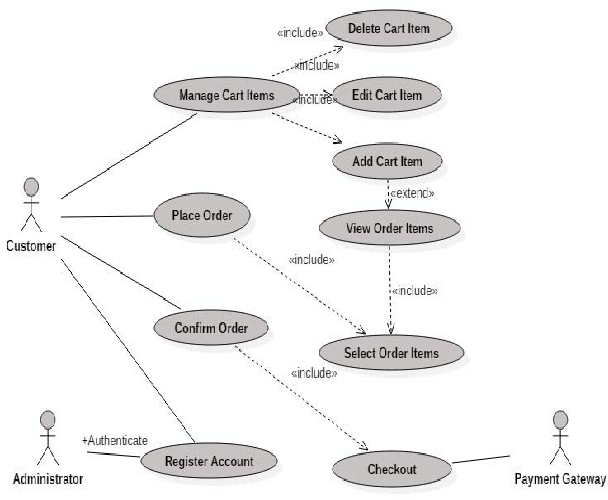 Delete Cart Item
«include»
«include»
Manage Cart Items
«include»
Edit Cart Item
Add Cart Item
«extend»
Place Order
View Order Items
Customer
«include»
«include»
Confirm Order
Select Order Items
«include»
+Authenticate
Register Account
Checkout
Administrator
Payment Gateway